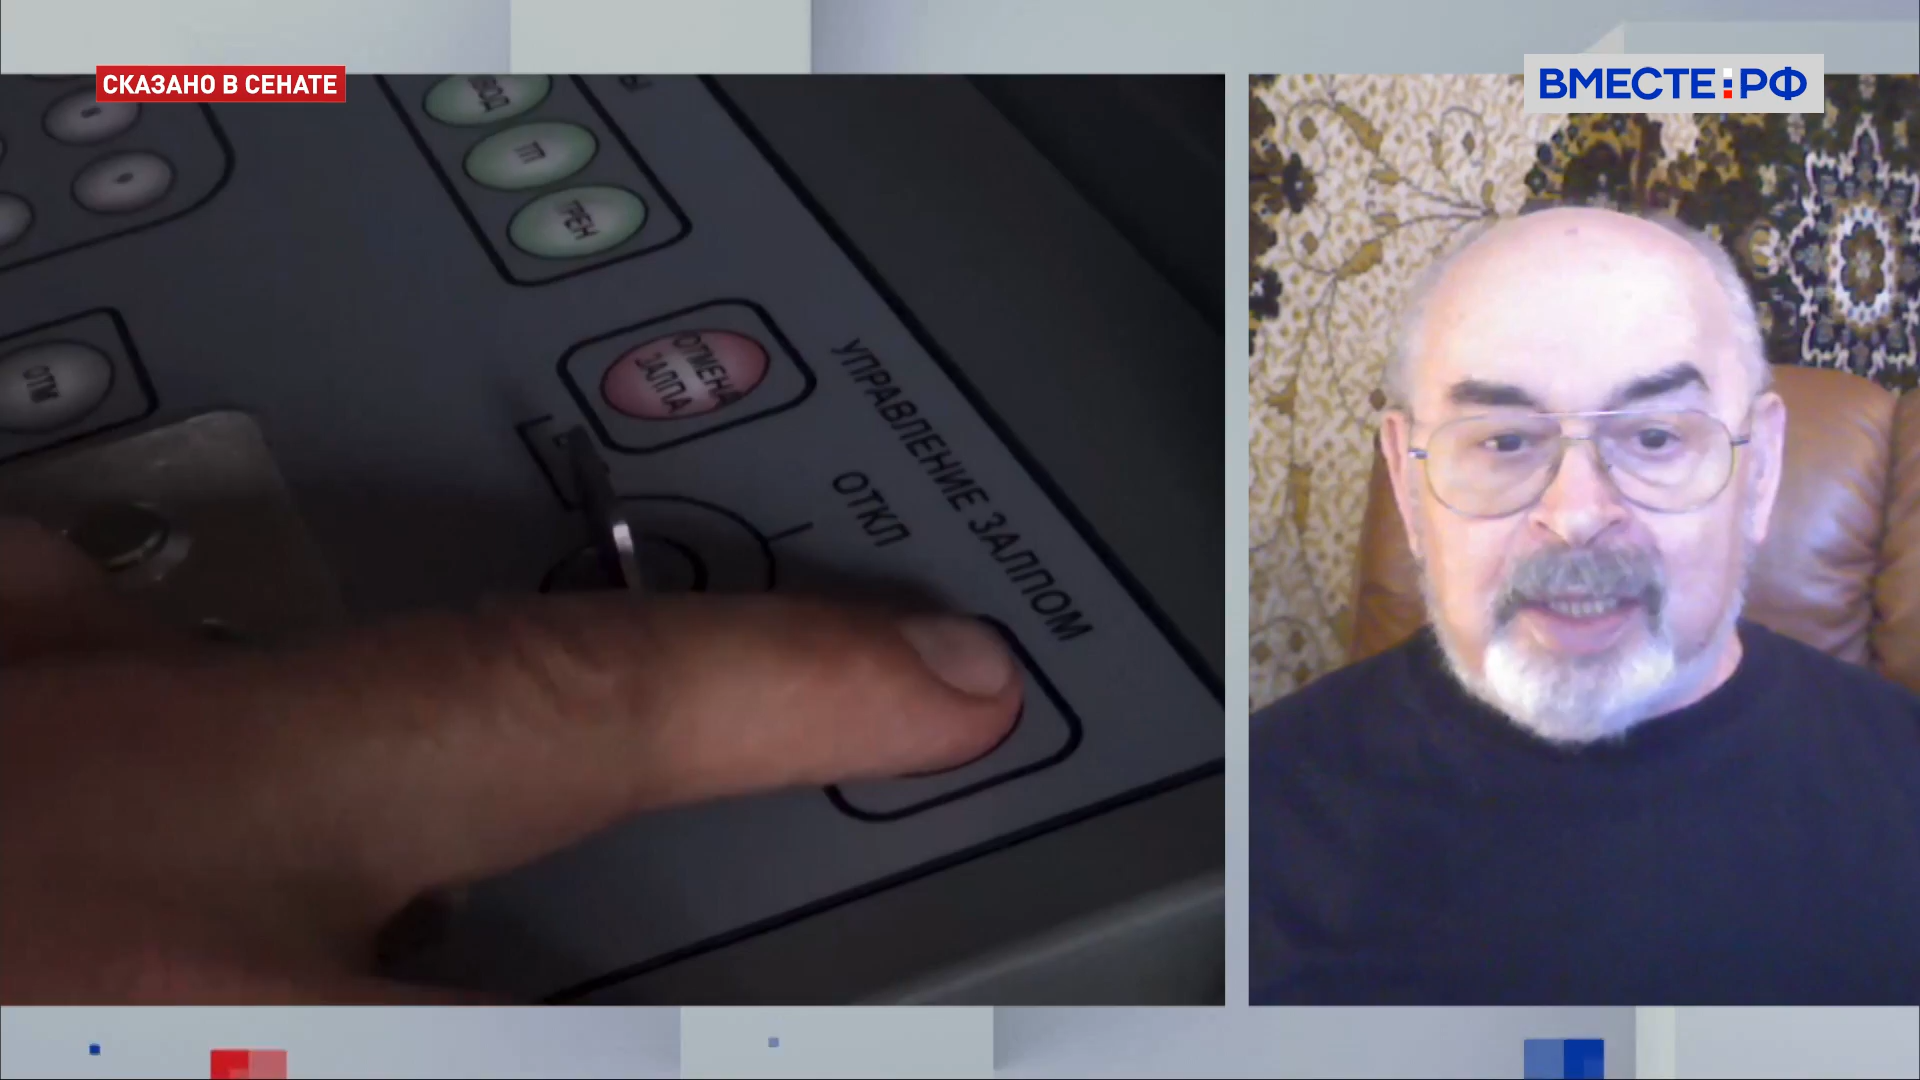 СКАЗАНО В СЕНАТЕ
ВМЕСТЕ:РФ
ВВОД
ТП
ТРЕН
ОТМЕНА
ЗАЛПА
УПРАВЛЕНИЕ ЗАЛПОМ
ОТКЛ
ОТМ